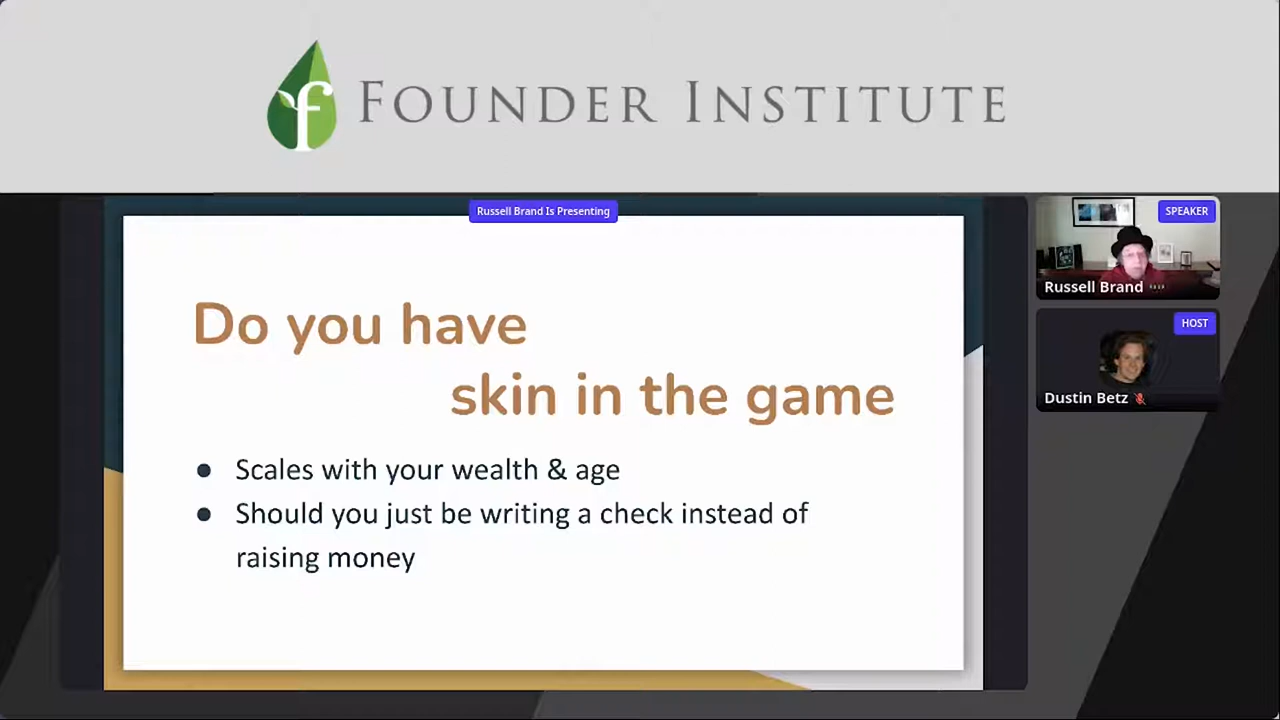 FOUNDER INSTITUTE
Russell Brand Is Presenting
Do you have
skin in the game
● Scales with your wealth & age
● Should you just be writing a check instead of
raising money
SPEAKER
Russell Brand
HOST
Dustin Betz